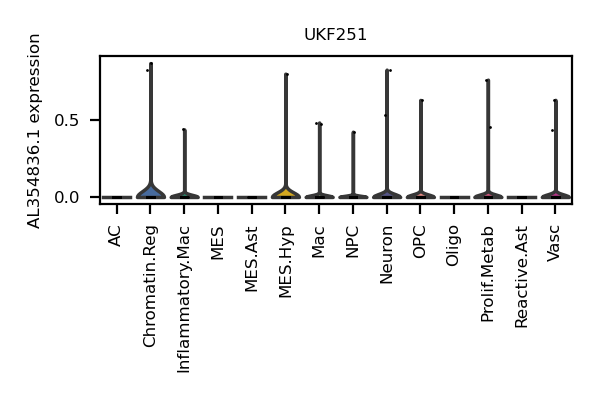 UKF251
AL354836.1 expression
0.5
0.0
AC
Chromatin.Reg
Inflammatory.Mac
MES
MES.Ast
MES.Hyp
Mac
NPC
Neuron
OPC
Oligo
Prolif.Metab
Reactive.Ast
Vasc